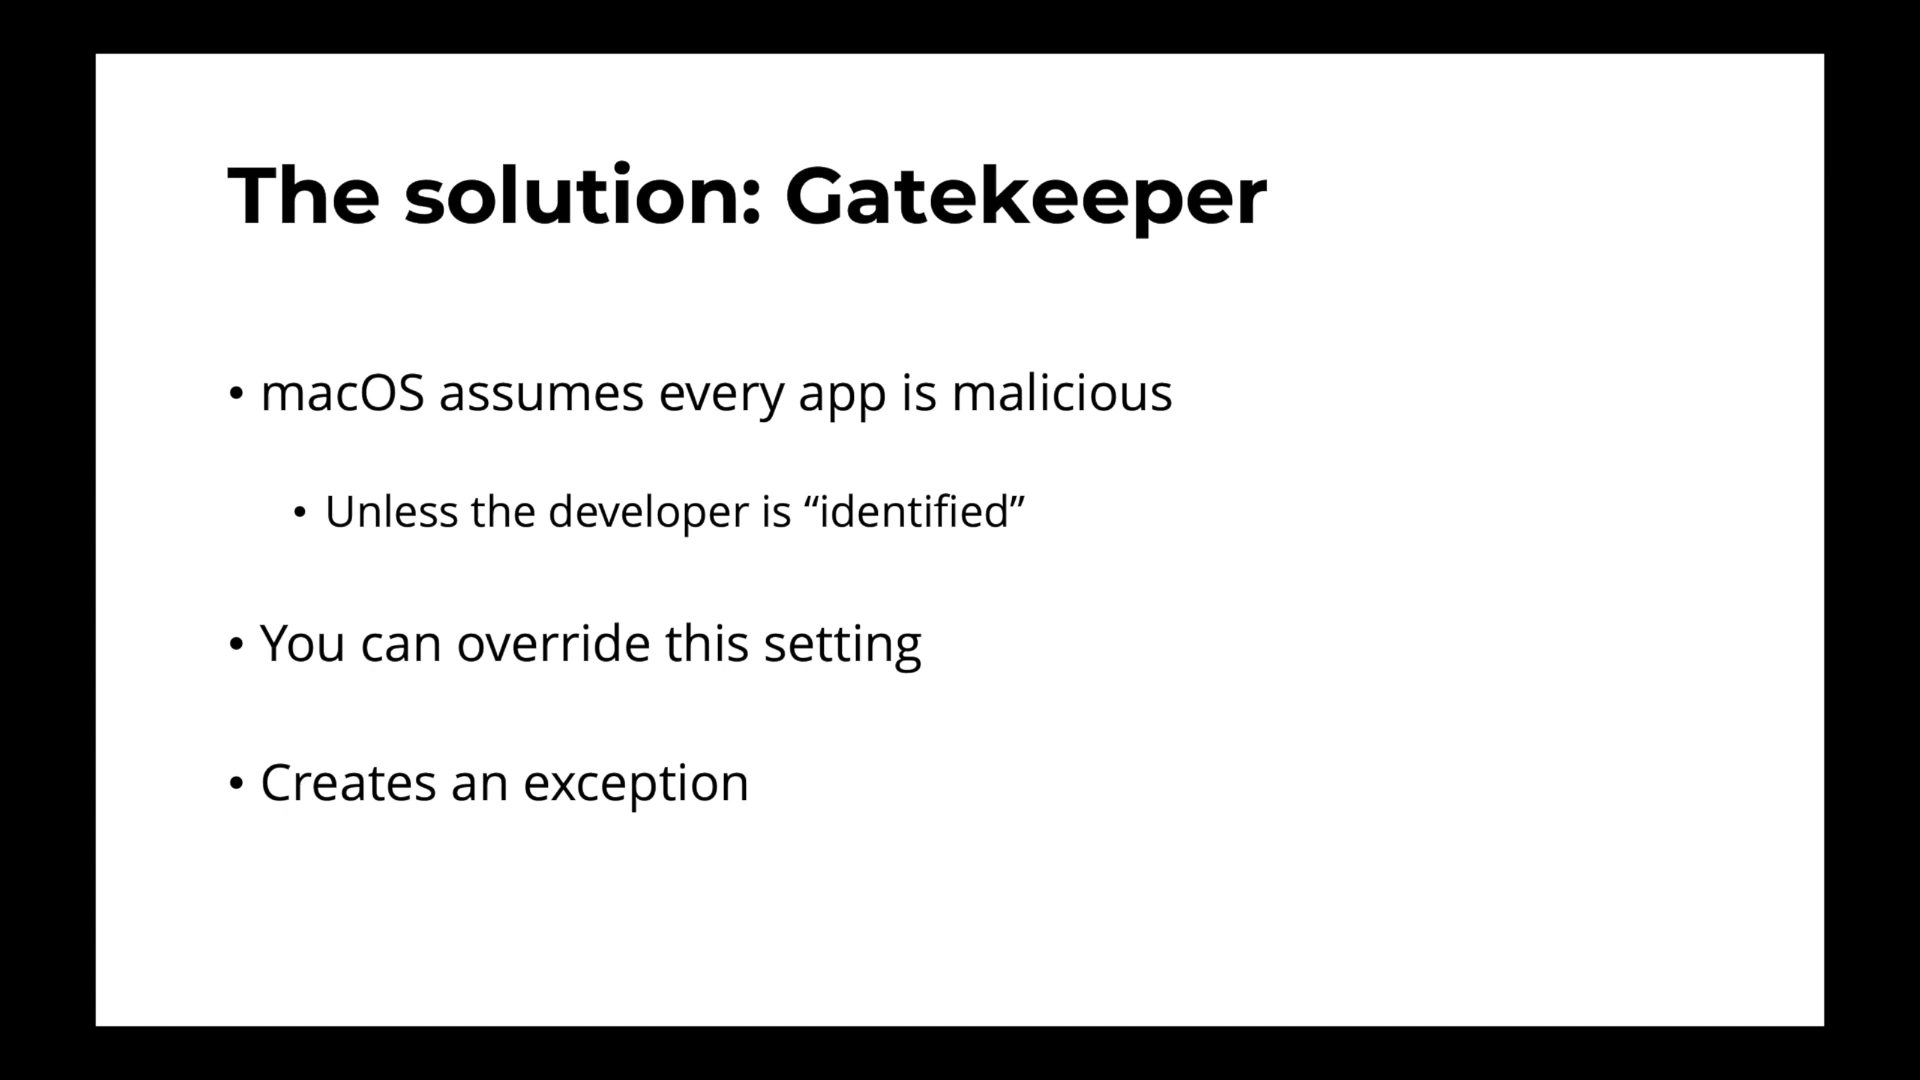 The solution: Gatekeeper
• macOS assumes every app is malicious
• Unless the developer is “identified”
• You can override this setting
• Creates an exception